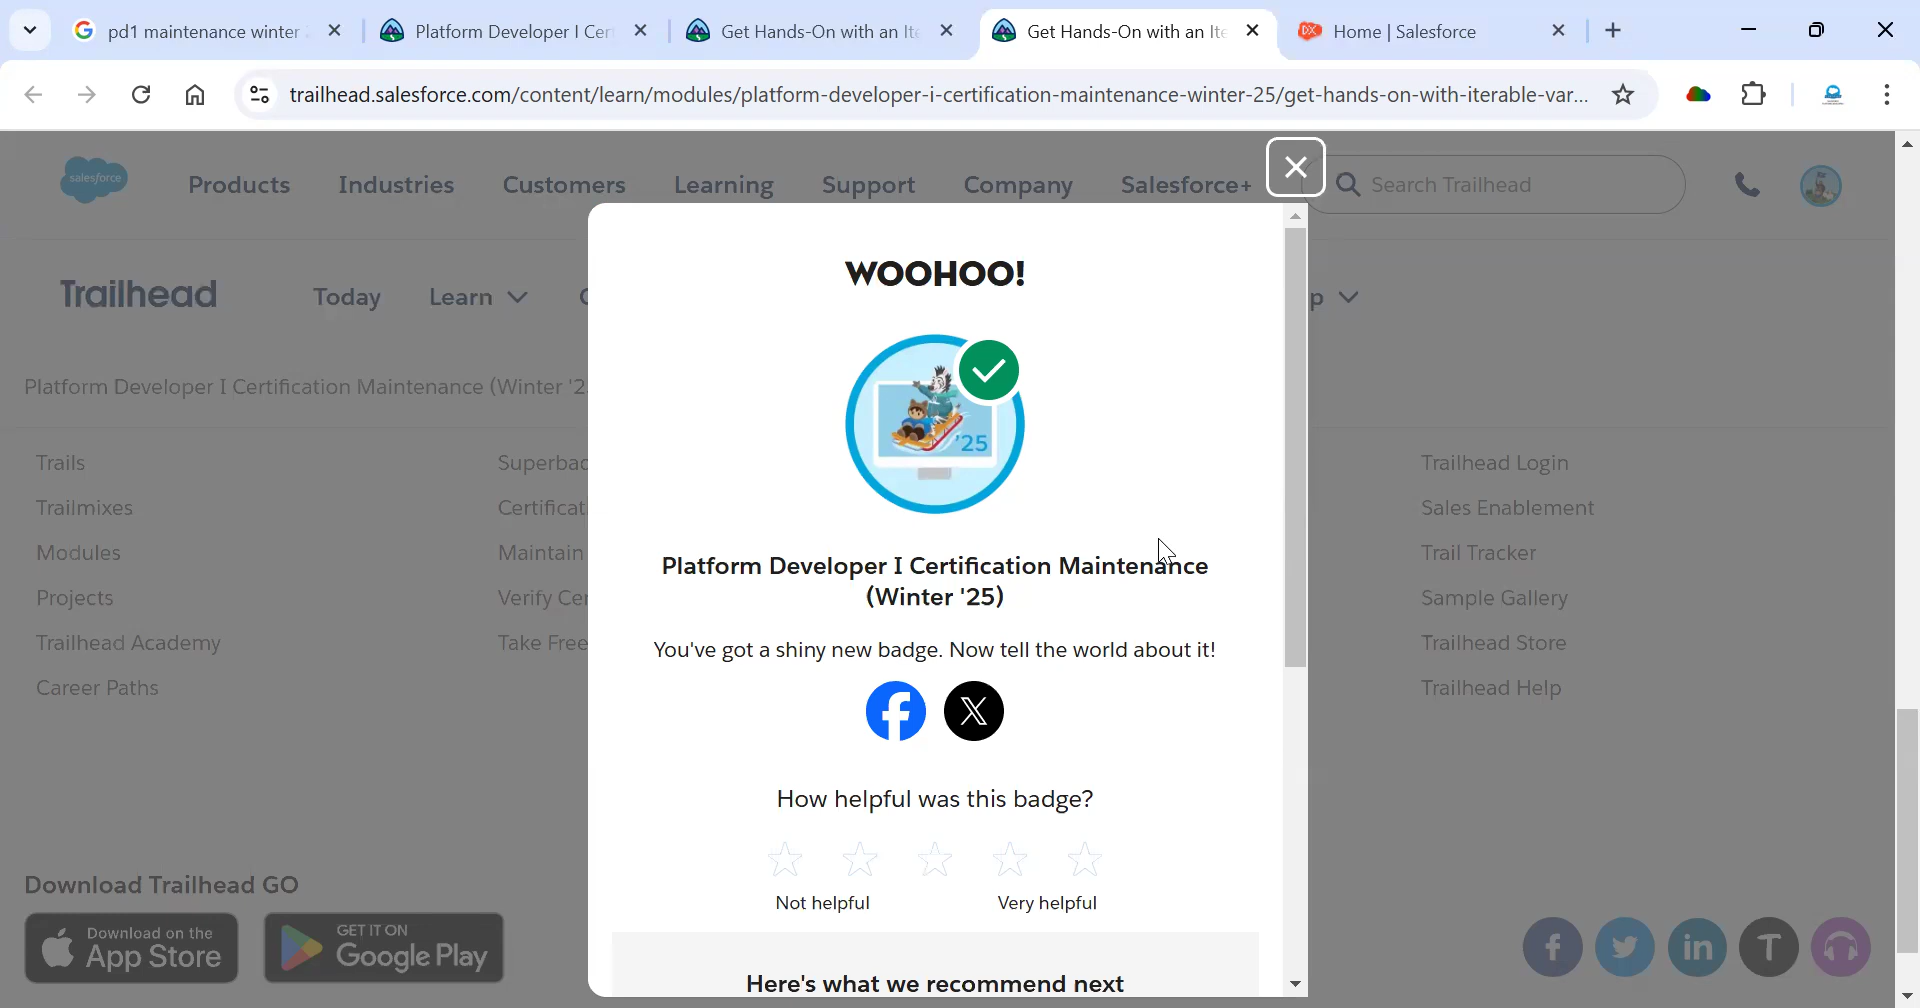 pd1 maintenance winter
Platform Developer I Cer
Get Hands-On with an Ite
Get Hands-On with an Ite
DX
Home | Salesforce
trailhead.salesforce.com/content/learn/modules/platform-developer-i-certification-maintenance-winter-25/get-hands-on-with-iterable-var...
salesforce
Products
Industries
Customers
Learning
Support
Company
Salesforce+
Search Trailhead
Trailhead
Today
Learn
Platform Developer I Certification Maintenance (Winter '2
WOOHOO!
'25
Platform Developer I Certification Maintenance
(Winter '25)
You've got a shiny new badge. Now tell the world about it!
How helpful was this badge?
Not helpful
Very helpful
Here's what we recommend next
Trails
Trailmixes
Modules
Projects
Trailhead Academy
Career Paths
Superbad
Certificat
Maintain
Verify Cer
Take Free
Trailhead Login
Sales Enablement
Trail Tracker
Sample Gallery
Trailhead Store
Trailhead Help
Download Trailhead GO
Download on the
App Store
GET IT ON
Google Play